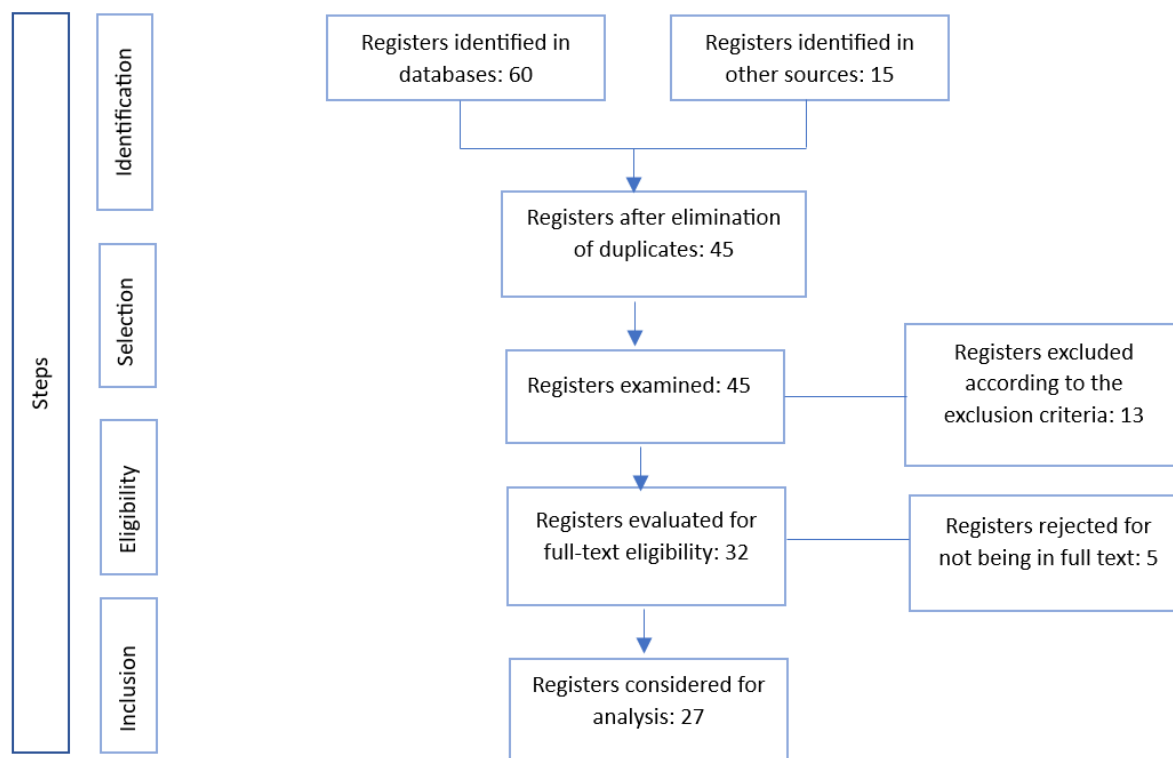 Steps
Identification
Selection
Eligibility
Inclusion
Registers identified in
databases: 60
Registers identified in
other sources: 15
Registers after elimination
of duplicates: 45
Registers examined: 45
Registers excluded
according to the
exclusion criteria: 13
Registers evaluated for
full-text eligibility: 32
Registers rejected for
not being in full text: 5
Registers considered for
analysis: 27